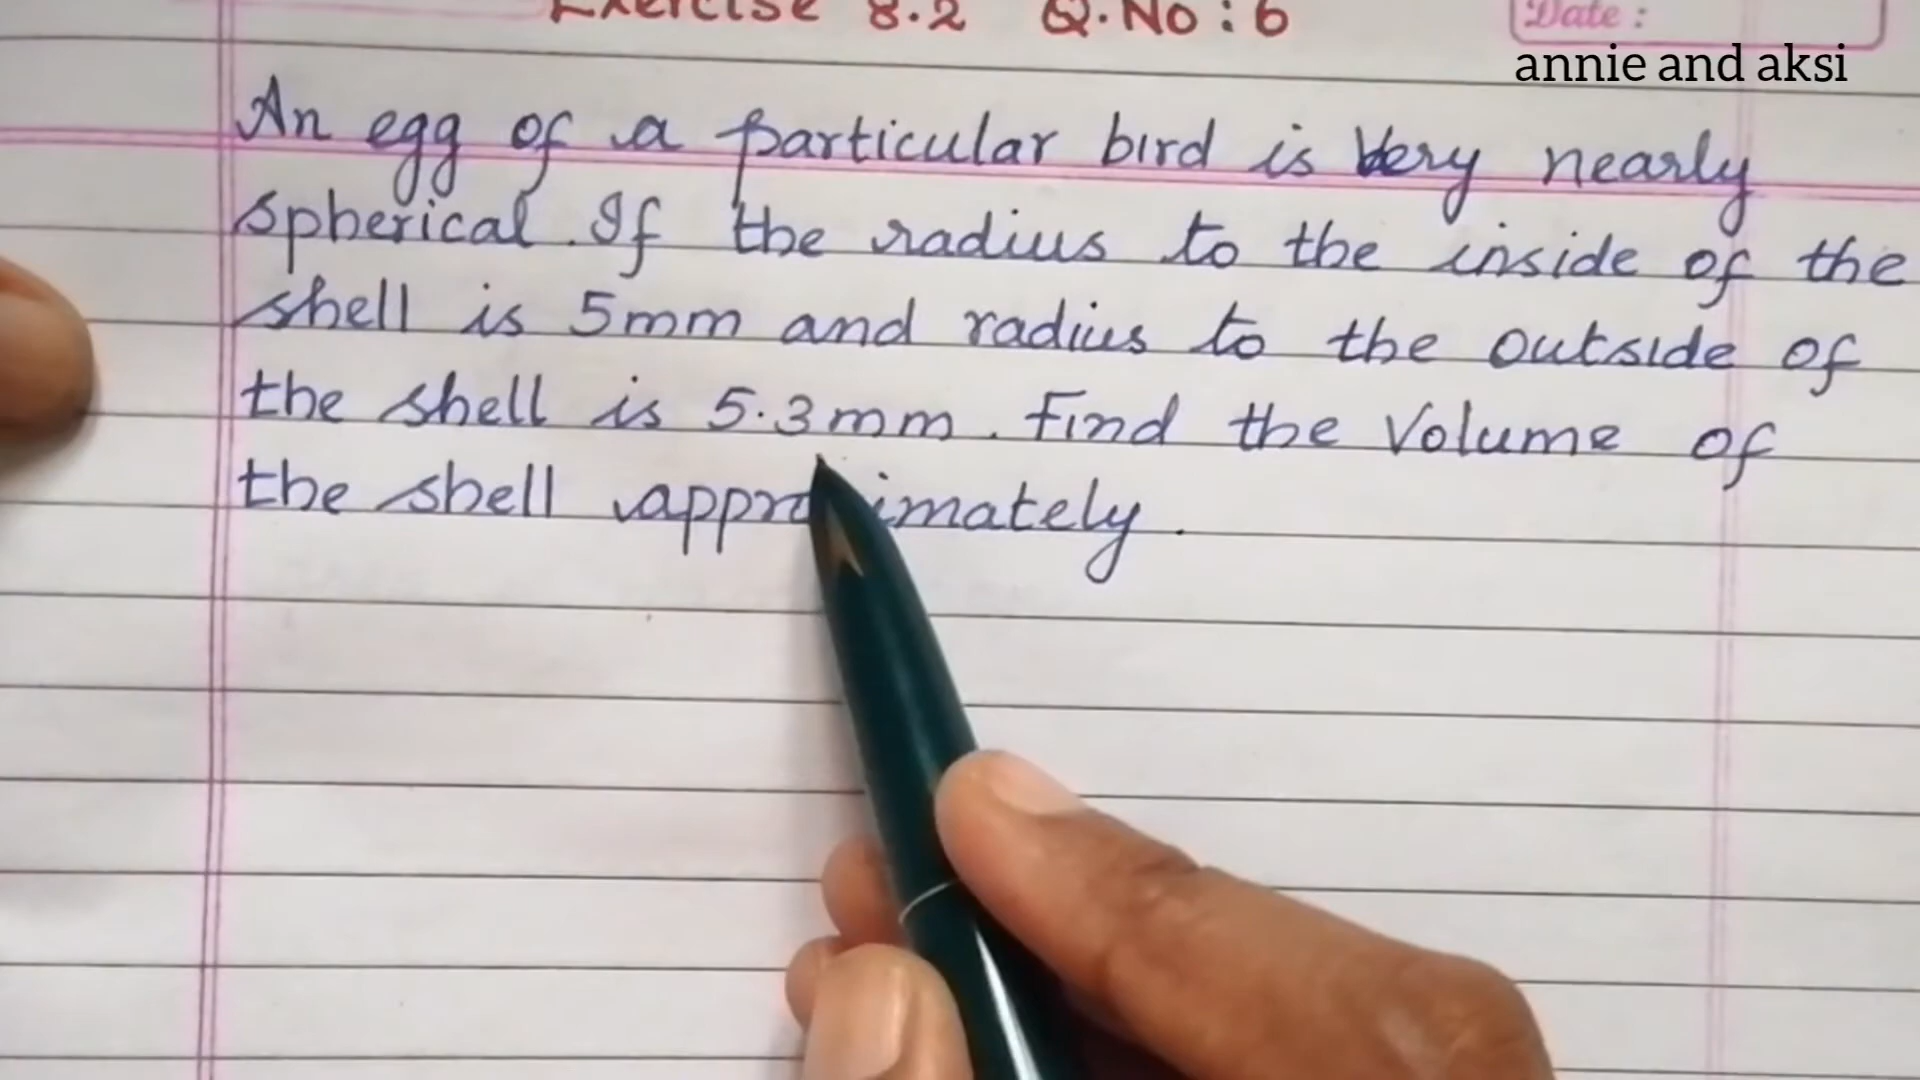 Exercise 8.2 Q.No : 6
Date :
annie and aksi
An egg of a particular bird is Very nearly
spherical. If the radius to the inside of the
shell is 5mm and radius to the outside of
the shell is 5.3mm. Find the Volume of
the shell approximately.